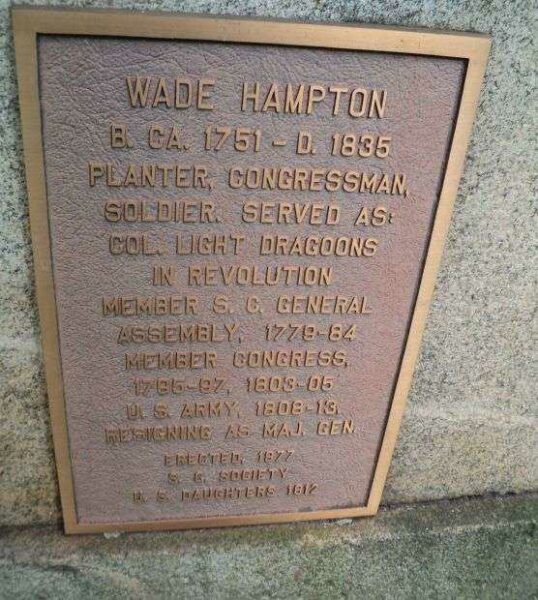 WADE HAMPTON
B. CA. 1751 - D. 1835
PLANTER, CONGRESSMAN,
SOLDIER. SERVED AS:
COL. LIGHT DRAGOONS
IN REVOLUTION
MEMBER S. C. GENERAL
ASSEMBLY, 1779-84
MEMBER CONGRESS,
1795-97, 1803-05
U. S. ARMY, 1808-13,
RESIGNING AS MAJ. GEN.
ERECTED, 1977
S. C. SOCIETY
U. S. DAUGHTERS 1812